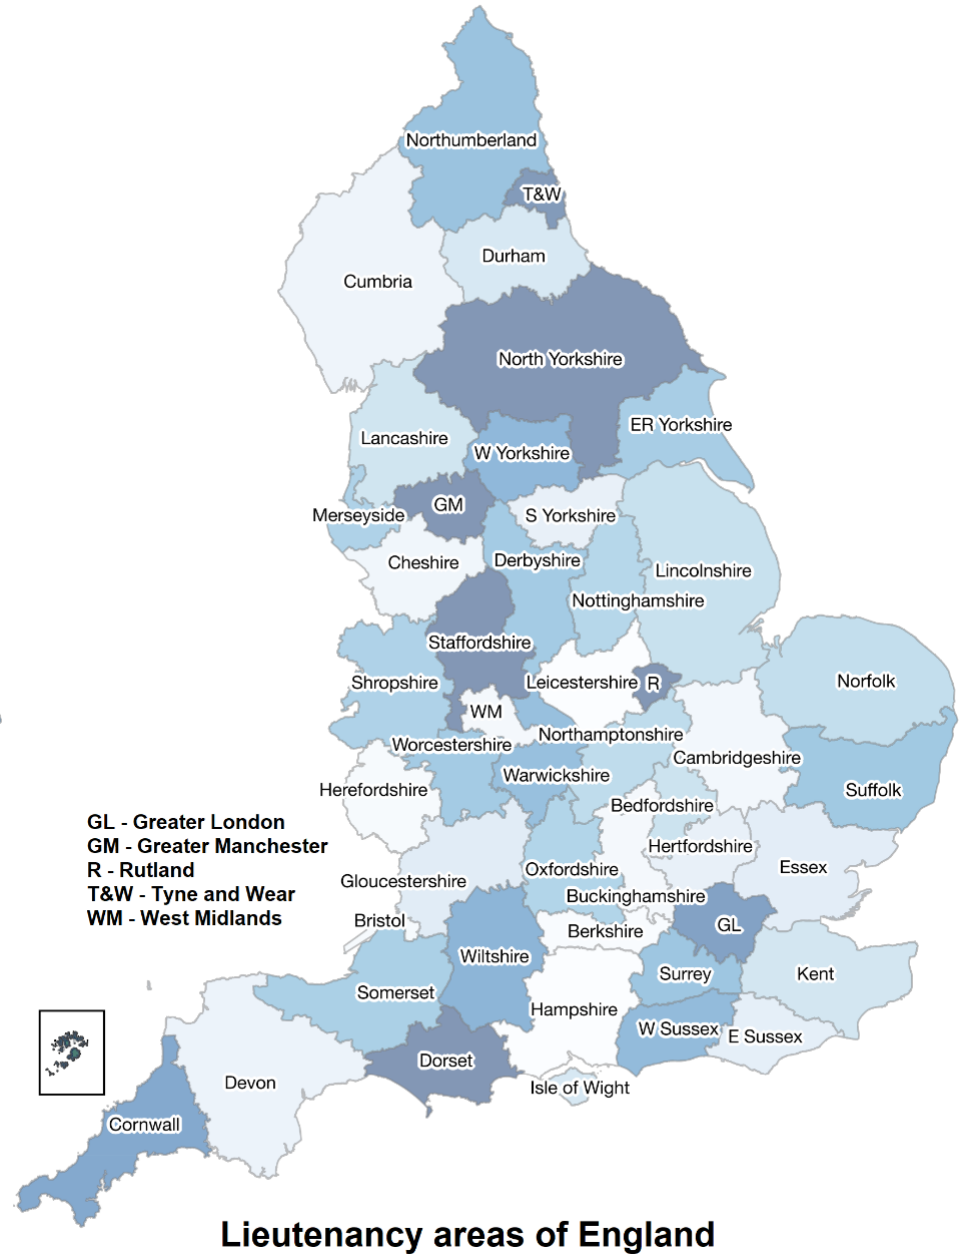 Northumberland
T&W
Durham
Cumbria
North Yorkshire
ER Yorkshire
Lancashire
W Yorkshire
GM
Merseyside
S Yorkshire
Cheshire
Derbyshire
Lincolnshire
Nottinghamshire
Staffordshire
Shropshire
Leicestershire
R
Norfolk
WM
Worcestershire
Northamptonshire
Cambridgeshire
Warwickshire
Herefordshire
Suffolk
Bedfordshire
GL - Greater London
GM - Greater Manchester
R - Rutland
T&W - Tyne and Wear
WM - West Midlands
Hertfordshire
Essex
Oxfordshire
Gloucestershire
Buckinghamshire
Bristol
Berkshire
GL
Wiltshire
Surrey
Kent
Somerset
Hampshire
W Sussex
E Sussex
Dorset
Devon
Isle of Wight
Cornwall
Lieutenancy areas of England